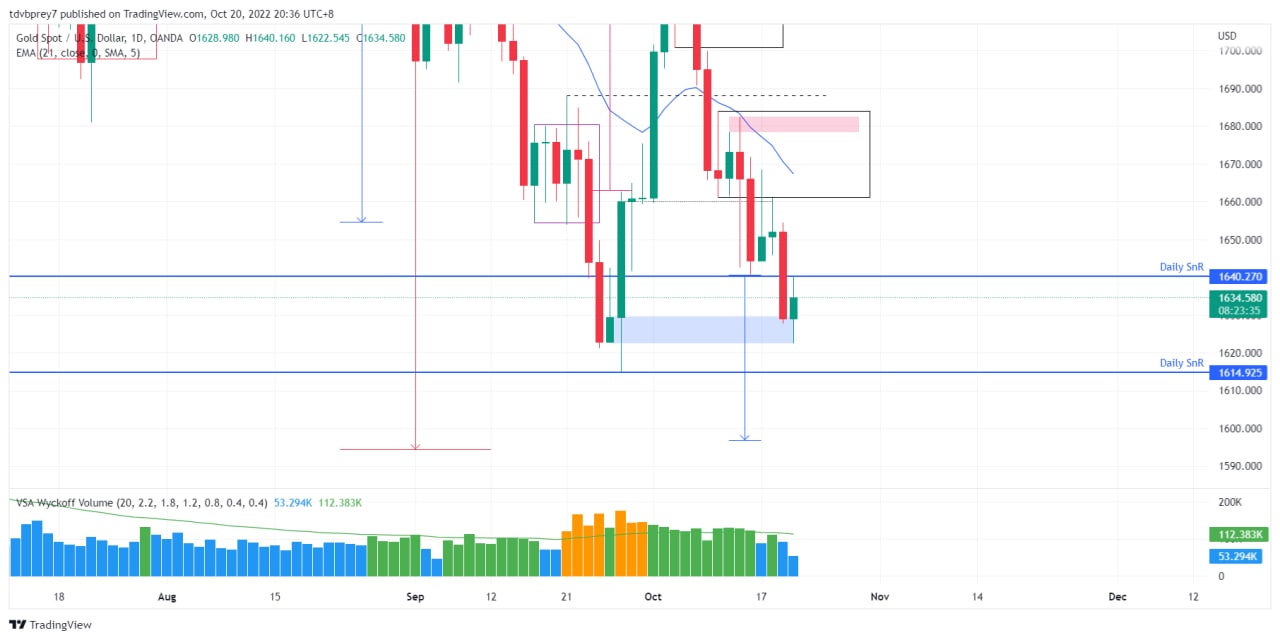 tdvbprey7 published on TradingView.com, Oct 20, 2022 20:36 UTC+8
Gold Spot / U.S. Dollar, 1D, OANDA O1628.980 H1640.160 L1622.545 C1634.580
EMA (21, close, 0, SMA, 5)
USD
1700.000
1690.000
1680.000
1670.000
1660.000
1650.000
Daily SnR
1640.270
1634.580
08:23:35
1620.000
Daily SnR
1614.925
1610.000
1600.000
1590.000
VSA Wyckoff Volume (20, 2.2, 1.8, 1.2, 0.8, 0.4, 0.4) 53.294K 112.383K
200K
112.383K
53.294K
0
18 Aug 15 Sep 12 21 Oct 17 Nov 14 Dec 12
TradingView